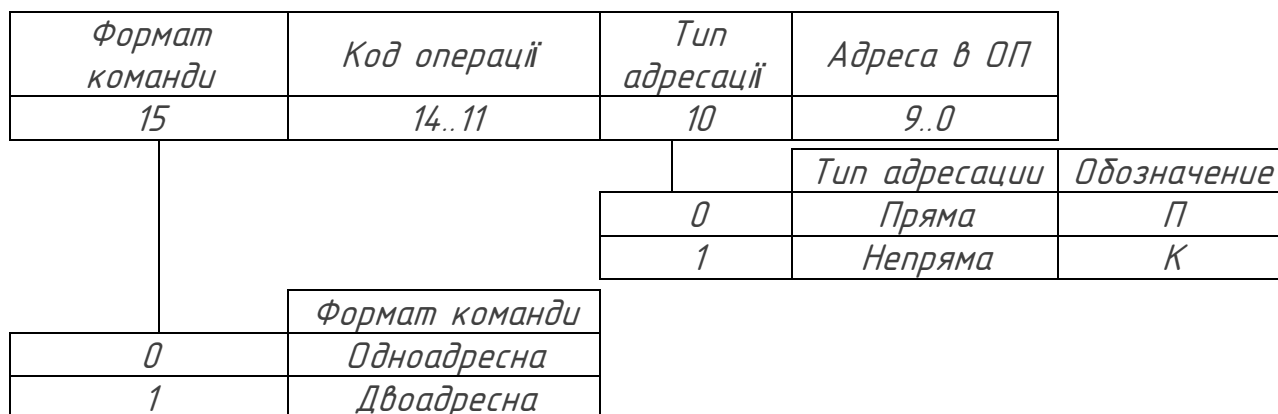 Формат команди Код операції Тип адресації Адреса в ОП
15 14..11 10 9..0
Тип адресации Обозначение
0 Пряма П
1 Непряма К
Формат команди
0 Одноадресна
1 Двоадресна